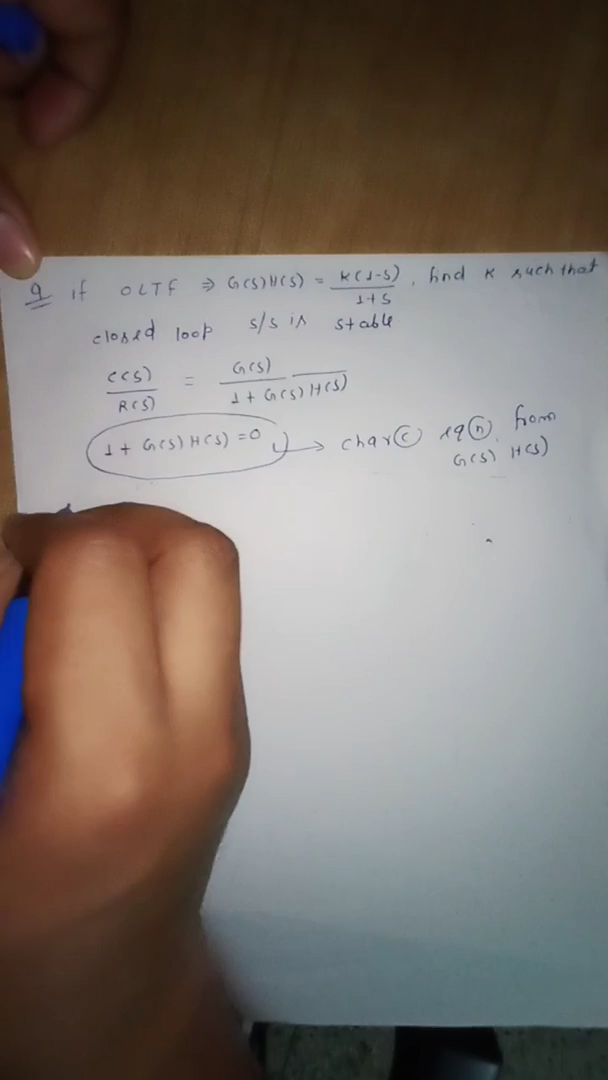 q if OLTF ⇒ G(s)H(s) = K(1-s)/1+s, find K such that
closed loop s/s is stable
C(s)/R(s) = G(s)/1 + G(s)H(s)
1 + G(s)H(s) = 0 → char(c) eq(n) from
G(s) H(s)